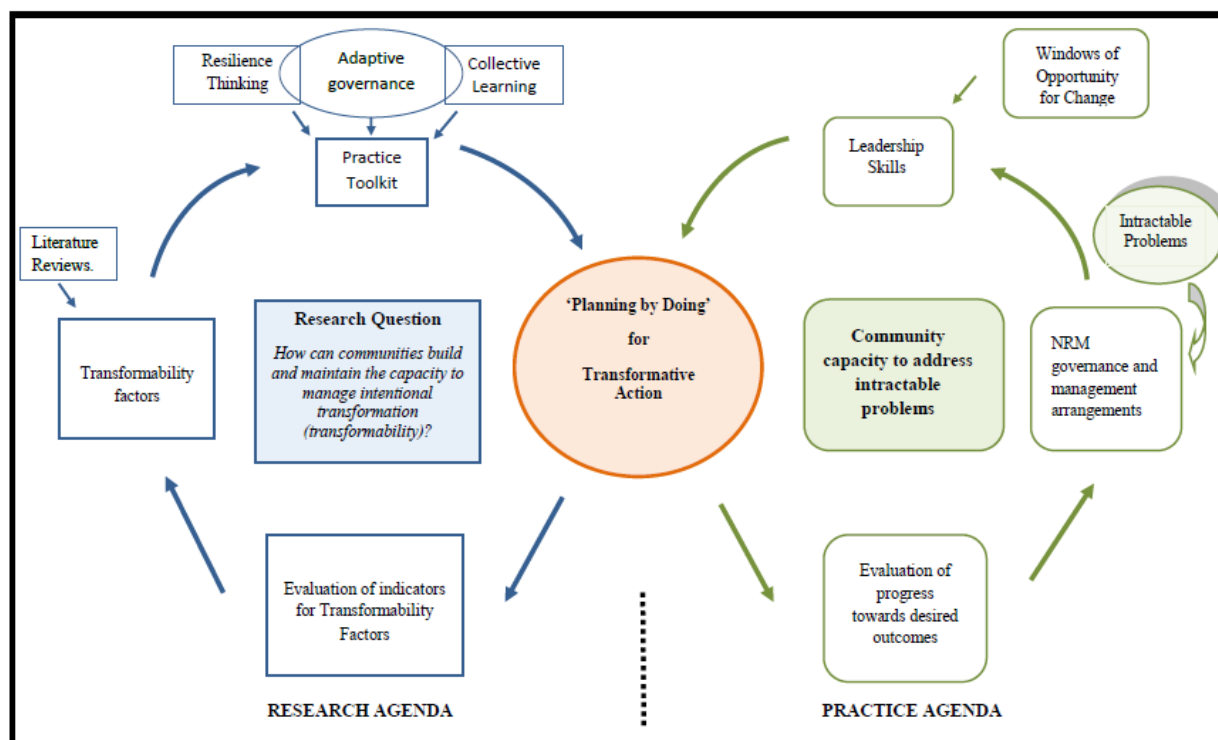 Resilience
Thinking
Adaptive
governance
Collective
Learning
Practice
Toolkit
Windows of
Opportunity
for Change
Leadership
Skills
Intractable
Problems
Literature
Reviews.
Transformability
factors
Research Question
How can communities build
and maintain the capacity to
manage intentional
transformation
(transformability)?
‘Planning by Doing’
for
Transformative
Action
Community
capacity to address
intractable
problems
NRM
governance and
management
arrangements
Evaluation of indicators
for Transformability
Factors
Evaluation of
progress
towards desired
outcomes
RESEARCH AGENDA
PRACTICE AGENDA